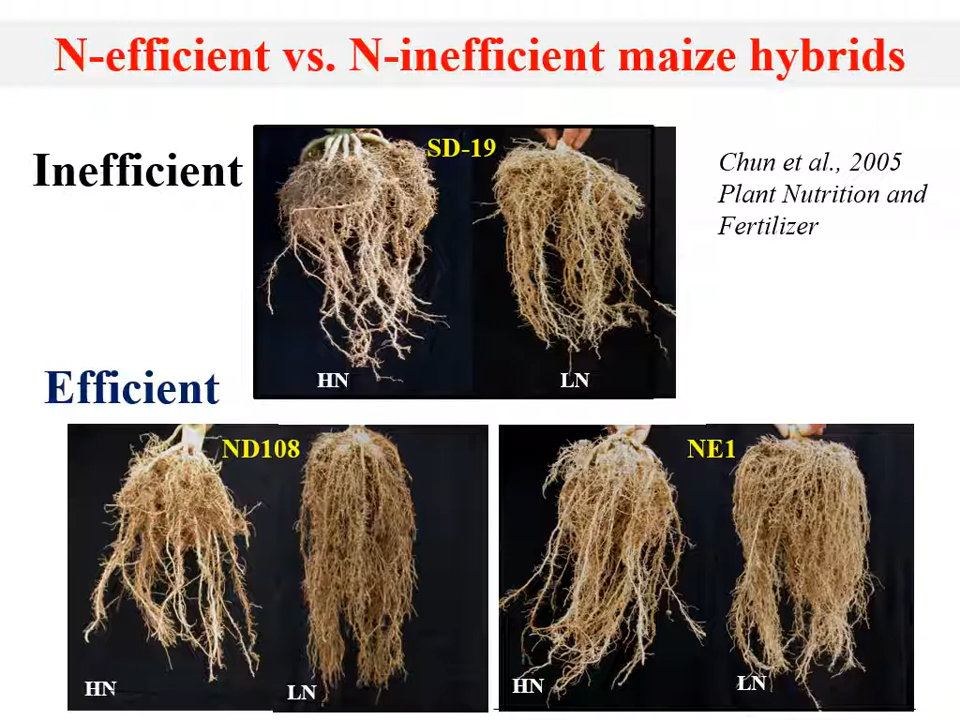 N-efficient vs. N-inefficient maize hybrids
Inefficient
SD-19
HN
LN
Chun et al., 2005
Plant Nutrition and
Fertilizer
Efficient
ND108
HN
LN
NE1
HN
LN